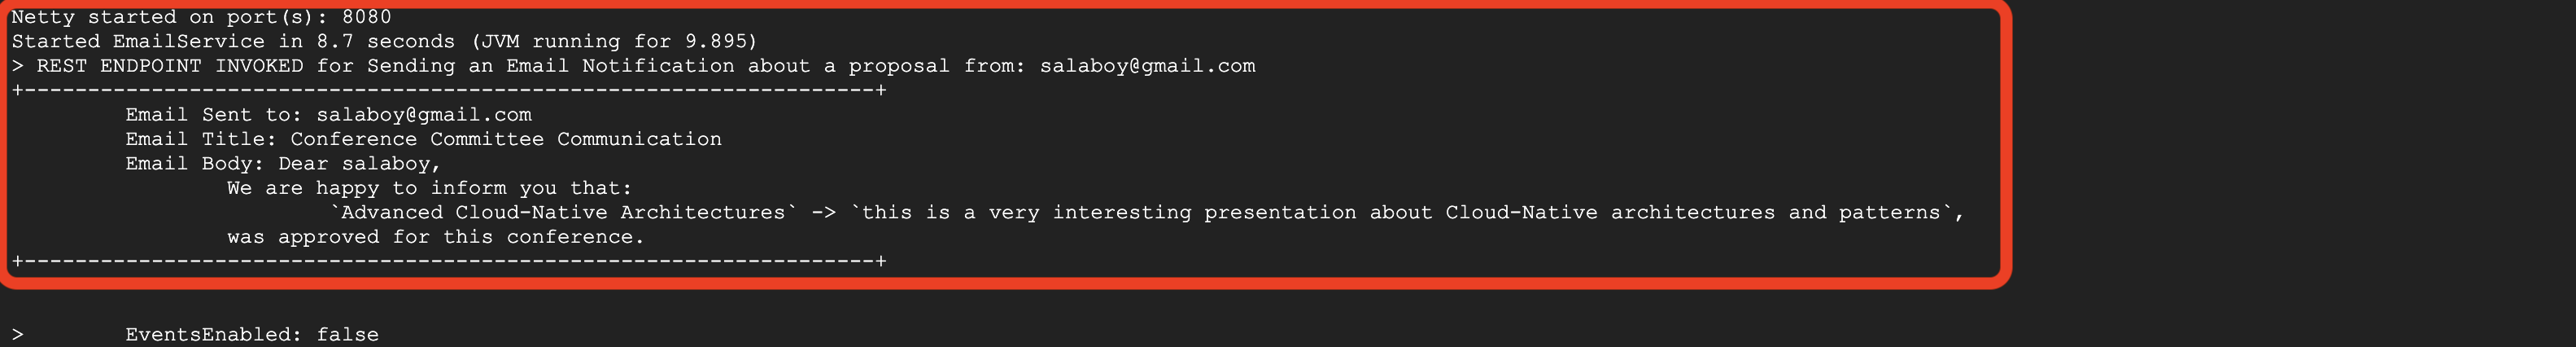 Netty started on port(s): 8080
Started EmailService in 8.7 seconds (JVM running for 9.895)
> REST ENDPOINT INVOKED for Sending an Email Notification about a proposal from: salaboy@gmail.com
+-------------------------------------------------------------------+
Email Sent to: salaboy@gmail.com
Email Title: Conference Committee Communication
Email Body: Dear salaboy,
We are happy to inform you that:
`Advanced Cloud-Native Architectures` -> `this is a very interesting presentation about Cloud-Native architectures and patterns`,
was approved for this conference.
+-------------------------------------------------------------------+
> EventsEnabled: false